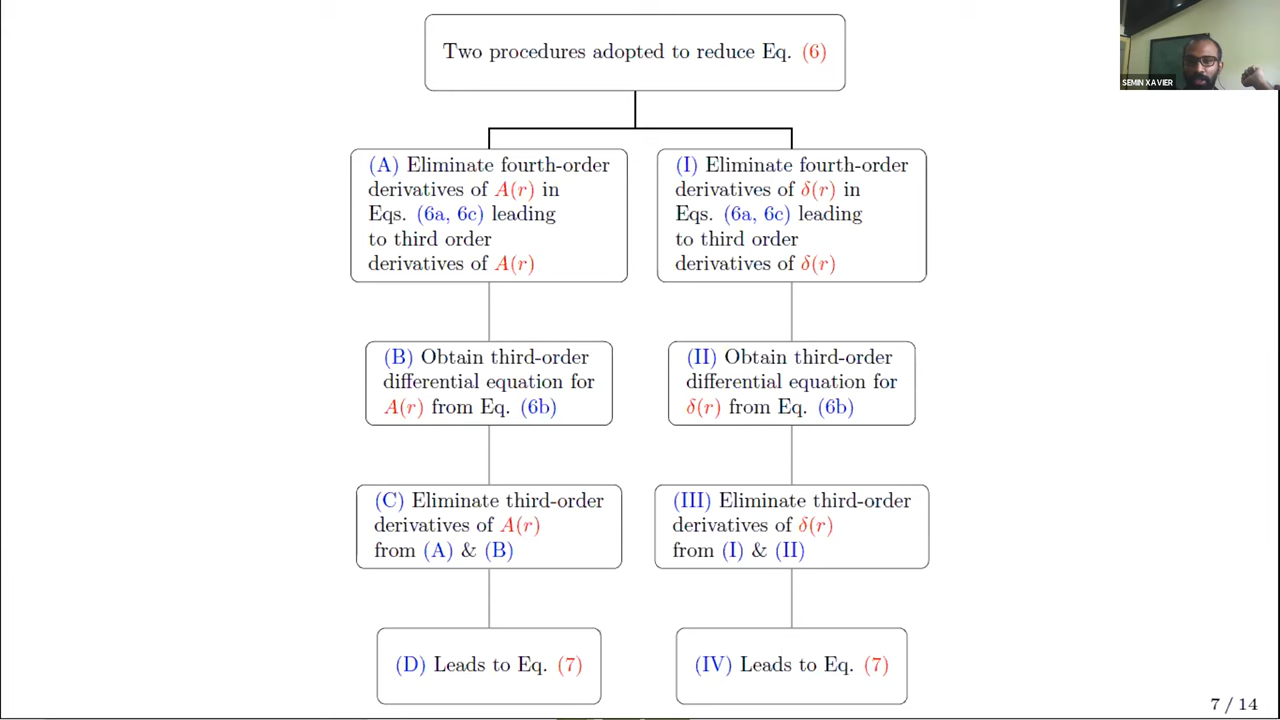 Two procedures adopted to reduce Eq. (6)
SEMIN XAVIER
(A) Eliminate fourth-order
derivatives of A(r) in
Eqs. (6a, 6c) leading
to third order
derivatives of A(r)
(I) Eliminate fourth-order
derivatives of δ(r) in
Eqs. (6a, 6c) leading
to third order
derivatives of δ(r)
(B) Obtain third-order
differential equation for
A(r) from Eq. (6b)
(II) Obtain third-order
differential equation for
δ(r) from Eq. (6b)
(C) Eliminate third-order
derivatives of A(r)
from (A) & (B)
(III) Eliminate third-order
derivatives of δ(r)
from (I) & (II)
(D) Leads to Eq. (7)
(IV) Leads to Eq. (7)
7 / 14